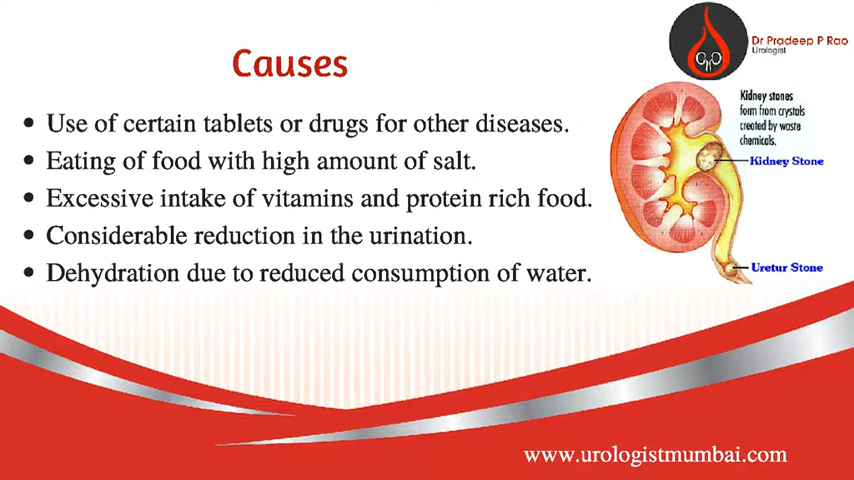 Dr Pradeep P Rao
Urologist
Causes
• Use of certain tablets or drugs for other diseases.
• Eating of food with high amount of salt.
• Excessive intake of vitamins and protein rich food.
• Considerable reduction in the urination.
• Dehydration due to reduced consumption of water.
Kidney stones
form from crystals
created by waste
chemicals.
Kidney Stone
Uretur Stone
www.urologistmumbai.com